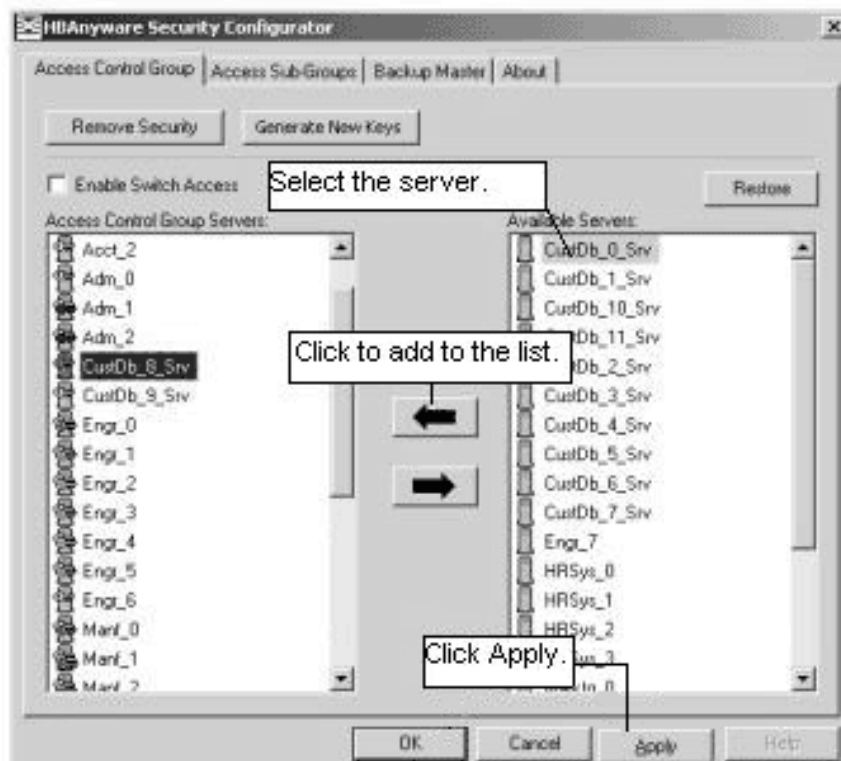 HBAnyware Security Configurator
Access Control Group Access Sub-Groups Backup Master About
Remove Security Generate New Keys
Enable Switch Access Select the server. Restore
Access Control Group Servers: Available Servers:
Acct_2 CustDb_0_Srv
Adm_0 CustDb_1_Srv
Adm_1 CustDb_10_Srv
Adm_2 CustDb_11_Srv
Click to add to the list.
CustDb_8_Srv CustDb_2_Srv
CustDb_9_Srv CustDb_3_Srv
Engr_0 CustDb_4_Srv
Engr_1 CustDb_5_Srv
Engr_2 CustDb_6_Srv
Engr_3 CustDb_7_Srv
Engr_4 Engr_7
Engr_5 HRSys_0
Engr_6 HRSys_1
Manf_0 HRSys_2
Click Apply.
Manf_1
Manf_2
OK Cancel Apply Help